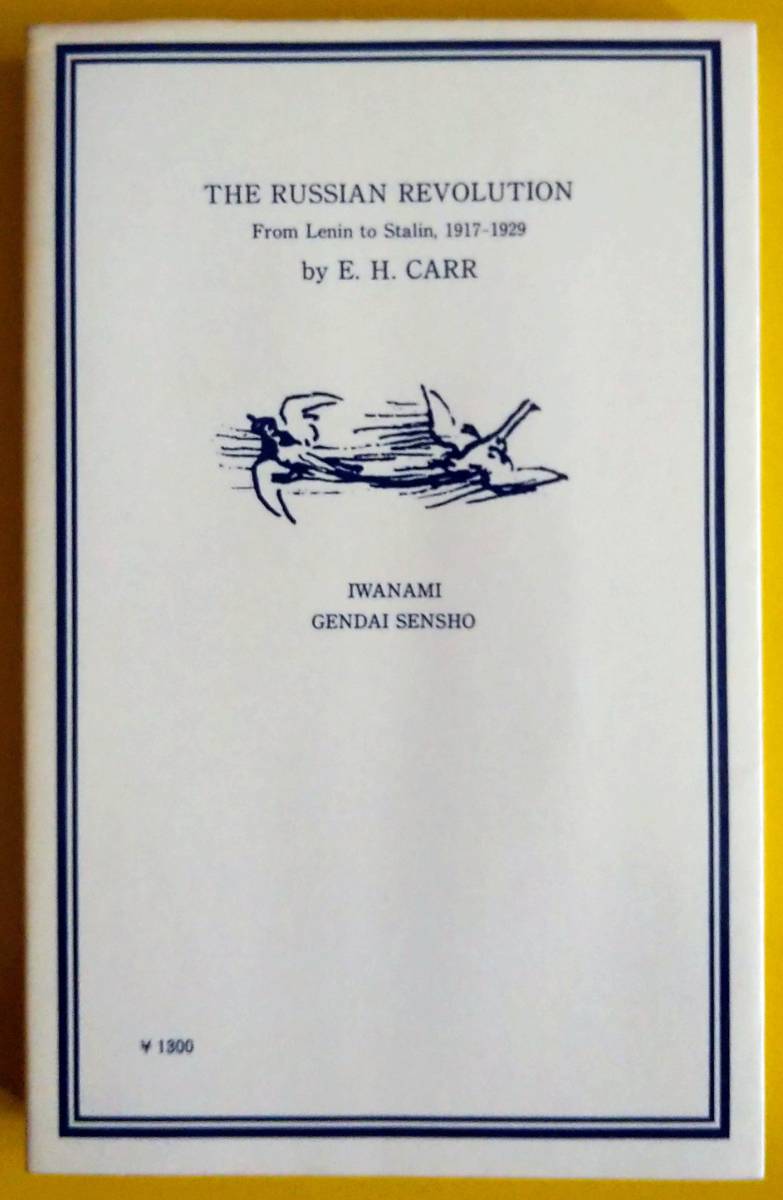 THE RUSSIAN REVOLUTION
From Lenin to Stalin, 1917-1929
by E. H. CARR
IWANAMI
GENDAI SENSHO
¥ 1300